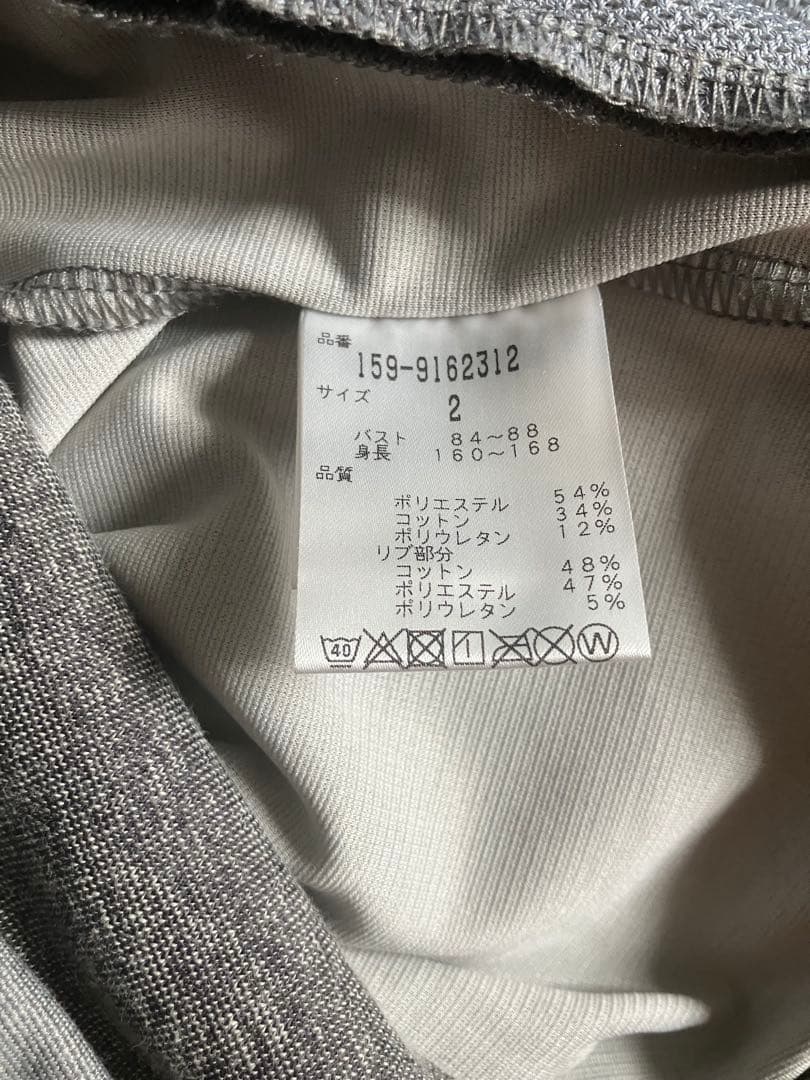 品番
159-9162312
サイズ
2
バスト 84〜88
身長 160〜168
品質
ポリエステル 54%
コットン 34%
ポリウレタン 12%
リブ部分
コットン 48%
ポリエステル 47%
ポリウレタン 5%
40 W